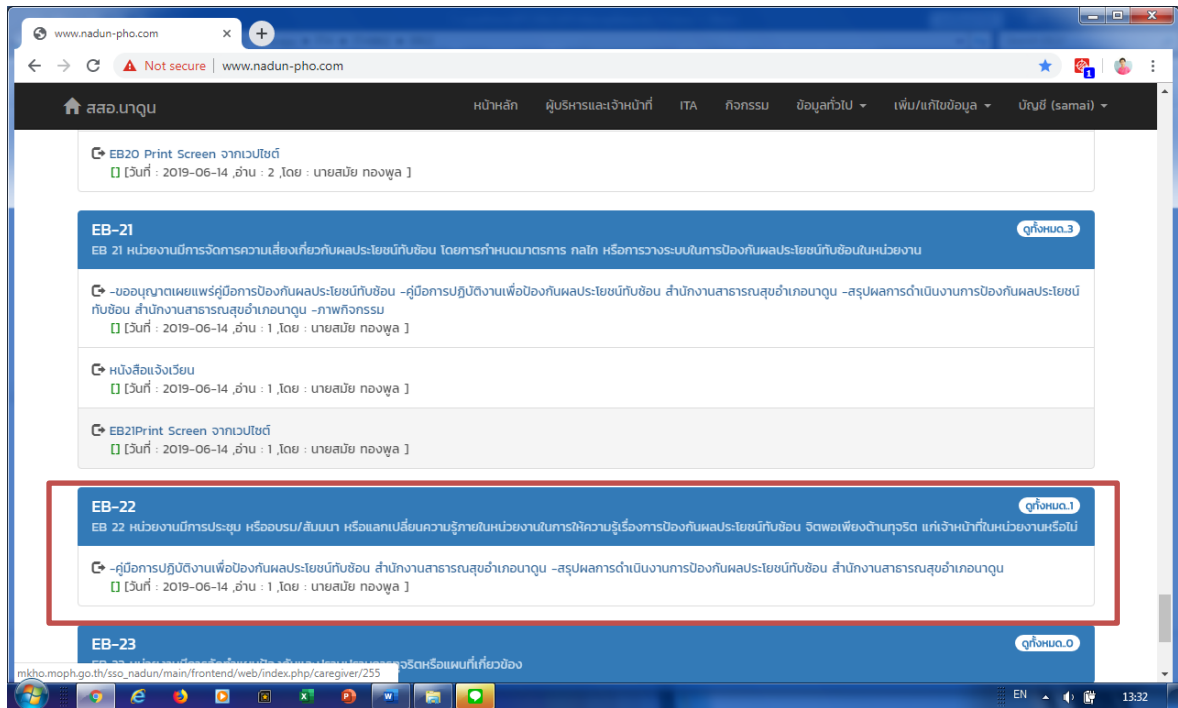 www.nadun-pho.com
Not secure | www.nadun-pho.com
1
สสอ.นาดูน
หน้าหลัก ผู้บริหารและเจ้าหน้าที่ ITA กิจกรรม ข้อมูลทั่วไป เพิ่ม/แก้ไขข้อมูล บัญชี (samai)
EB20 Print Screen จากเวปไซต์
[] [วันที่ : 2019-06-14 ,อ่าน : 2 ,โดย : นายสมัย ทองพูล ]
EB-21 ดูทั้งหมด..3
EB 21 หน่วยงานมีการจัดการความเสี่ยงเกี่ยวกับผลประโยชน์ทับซ้อน โดยการกำหนดมาตรการ กลไก หรือการวางระบบในการป้องกันผลประโยชน์ทับซ้อนในหน่วยงาน
-ขออนุญาตเผยแพร่คู่มือการป้องกันผลประโยชน์ทับซ้อน -คู่มือการปฏิบัติงานเพื่อป้องกันผลประโยชน์ทับซ้อน สำนักงานสาธารณสุขอำเภอนาดูน -สรุปผลการดำเนินงานการป้องกันผลประโยชน์
ทับซ้อน สำนักงานสาธารณสุขอำเภอนาดูน -ภาพกิจกรรม
[] [วันที่ : 2019-06-14 ,อ่าน : 1 ,โดย : นายสมัย ทองพูล ]
หนังสือแจ้งเวียน
[] [วันที่ : 2019-06-14 ,อ่าน : 1 ,โดย : นายสมัย ทองพูล ]
EB21Print Screen จากเวปไซต์
[] [วันที่ : 2019-06-14 ,อ่าน : 1 ,โดย : นายสมัย ทองพูล ]
EB-22 ดูทั้งหมด..1
EB 22 หน่วยงานมีการประชุม หรืออบรม/สัมมนา หรือแลกเปลี่ยนความรู้ภายในหน่วยงานในการให้ความรู้เรื่องการป้องกันผลประโยชน์ทับซ้อน จิตพอเพียงต้านทุจริต แก่เจ้าหน้าที่ในหน่วยงานหรือไม่
-คู่มือการปฏิบัติงานเพื่อป้องกันผลประโยชน์ทับซ้อน สำนักงานสาธารณสุขอำเภอนาดูน -สรุปผลการดำเนินงานการป้องกันผลประโยชน์ทับซ้อน สำนักงานสาธารณสุขอำเภอนาดูน
[] [วันที่ : 2019-06-14 ,อ่าน : 1 ,โดย : นายสมัย ทองพูล ]
EB-23 ดูทั้งหมด..0
หรือแผนที่เกี่ยวข้อง
mkho.moph.go.th/sso_nadun/main/frontend/web/index.php/caregiver/255
EN 13:32